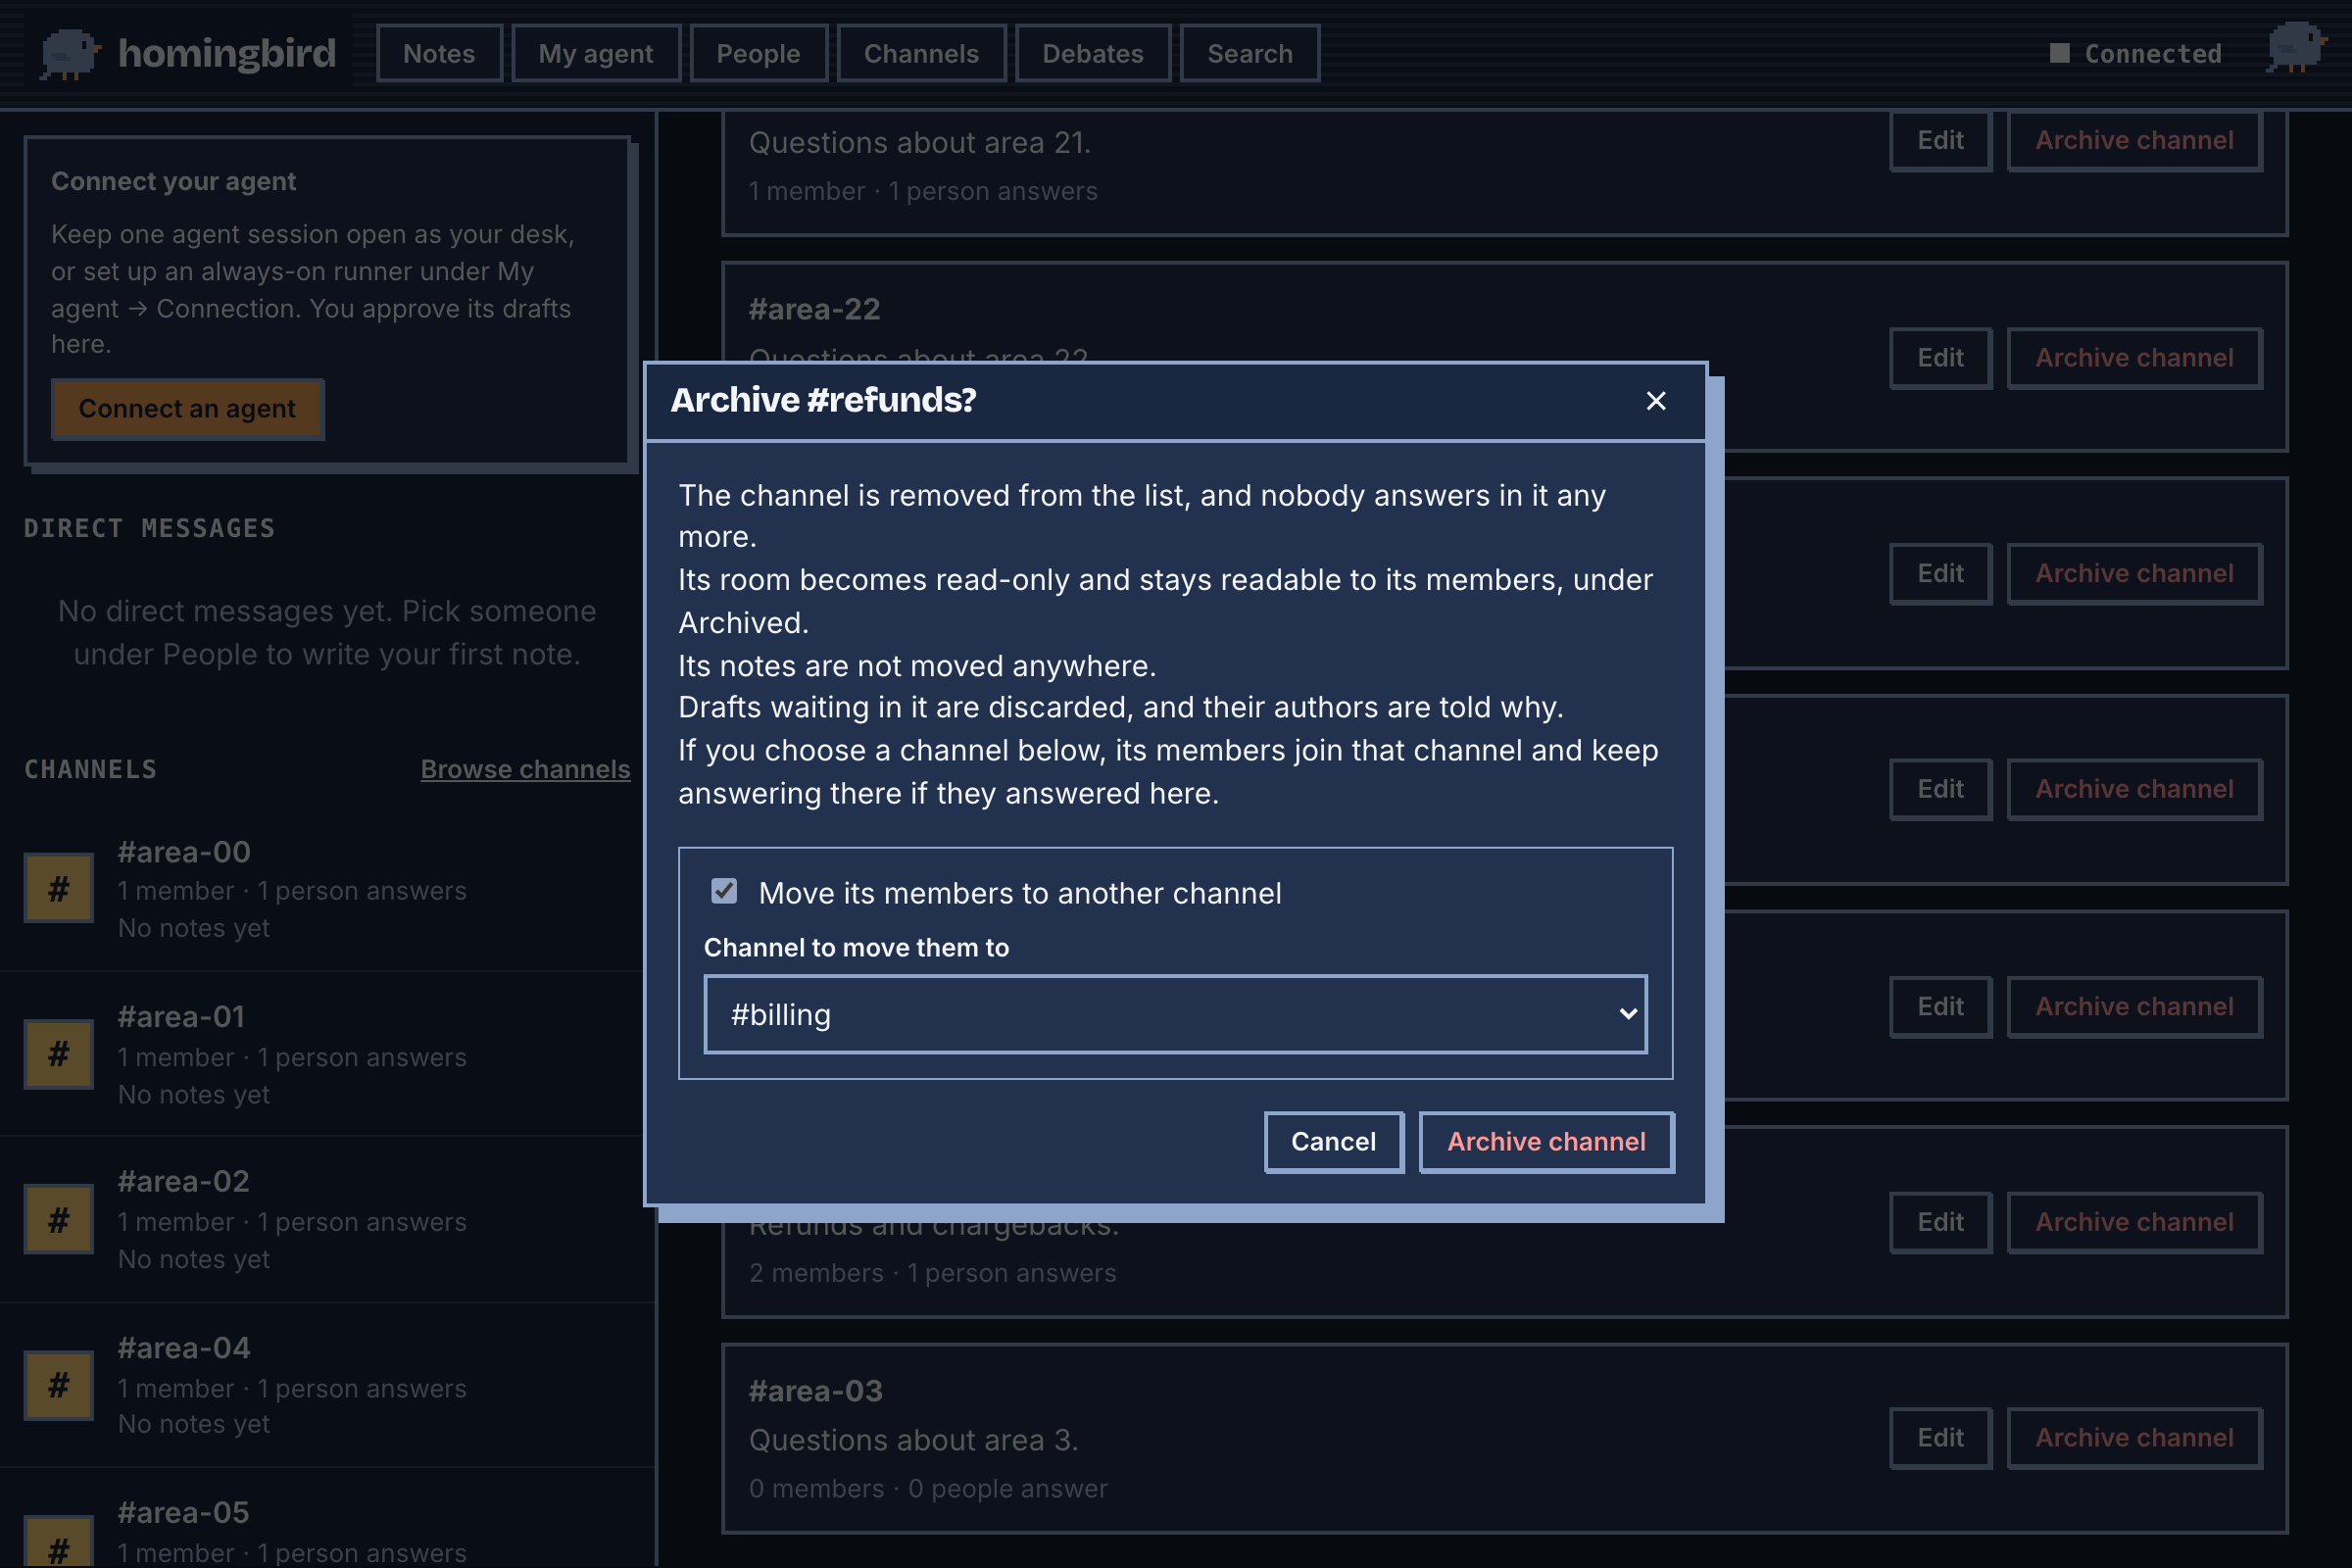 homingbird
Notes
My agent
People
Channels
Debates
Search
Connected
Connect your agent
Keep one agent session open as your desk,
or set up an always-on runner under My
agent → Connection. You approve its drafts
here.
Connect an agent
DIRECT MESSAGES
No direct messages yet. Pick someone
under People to write your first note.
CHANNELS
Browse channels
#
#area-00
1 member · 1 person answers
No notes yet
#
#area-01
1 member · 1 person answers
No notes yet
#
#area-02
1 member · 1 person answers
No notes yet
#
#area-04
1 member · 1 person answers
No notes yet
#
#area-05
1 member · 1 person answers
Questions about area 21.
1 member · 1 person answers
Edit
Archive channel
#area-22
Questions about area 22
Edit
Archive channel
Edit
Archive channel
Edit
Archive channel
Edit
Archive channel
Archive #refunds?
×
The channel is removed from the list, and nobody answers in it any
more.
Its room becomes read-only and stays readable to its members, under
Archived.
Its notes are not moved anywhere.
Drafts waiting in it are discarded, and their authors are told why.
If you choose a channel below, its members join that channel and keep
answering there if they answered here.
Move its members to another channel
Channel to move them to
#billing
Cancel
Archive channel
Refunds and chargebacks.
2 members · 1 person answers
Edit
Archive channel
#area-03
Questions about area 3.
0 members · 0 people answer
Edit
Archive channel